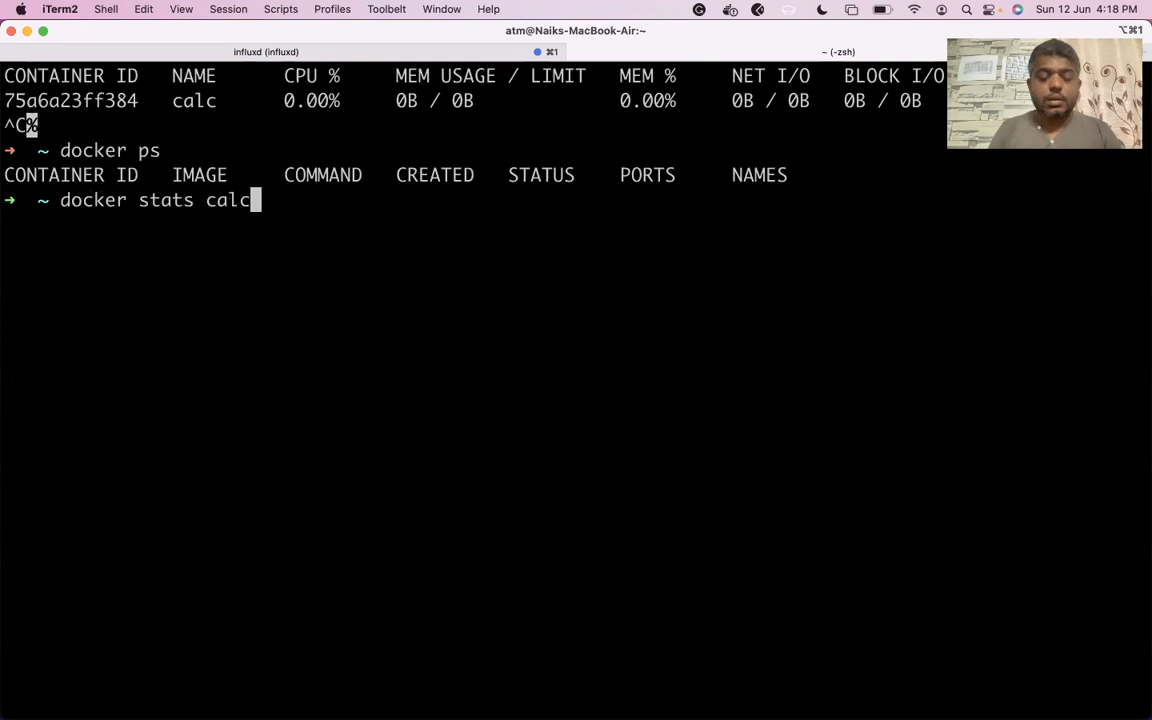 iTerm2 Shell Edit View Session Scripts Profiles Toolbelt Window Help Sun 12 Jun 4:18 PM
atm@Naiks-MacBook-Air:~ ⌥⌘1
influxd (influxd) ⌘1 ~ (-zsh)
CONTAINER ID NAME CPU % MEM USAGE / LIMIT MEM % NET I/O BLOCK I/O
75a6a23ff384 calc 0.00% 0B / 0B 0.00% 0B / 0B 0B / 0B
^C%
➜ ~ docker ps
CONTAINER ID IMAGE COMMAND CREATED STATUS PORTS NAMES
➜ ~ docker stats calc